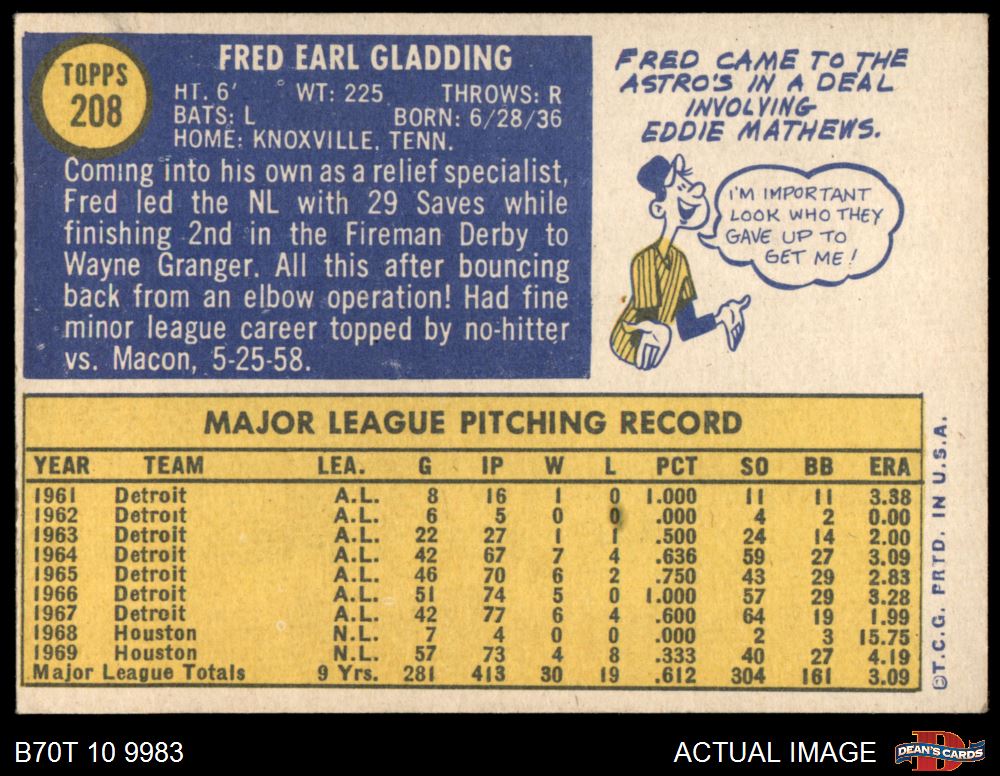 TOPPS
208
FRED EARL GLADDING
HT. 6' WT: 225 THROWS: R
BATS: L BORN: 6/28/36
HOME: KNOXVILLE, TENN.
Coming into his own as a relief specialist,
Fred led the NL with 29 Saves while
finishing 2nd in the Fireman Derby to
Wayne Granger. All this after bouncing
back from an elbow operation! Had fine
minor league career topped by no-hitter
vs. Macon, 5-25-58.
FRED CAME TO THE
ASTRO'S IN A DEAL
INVOLVING
EDDIE MATHEWS.
I'M IMPORTANT
LOOK WHO THEY
GAVE UP TO
GET ME!
MAJOR LEAGUE PITCHING RECORD
YEAR TEAM LEA. G IP W L PCT SO BB ERA
1961 Detroit A.L. 8 16 1 0 1.000 11 11 3.38
1962 Detroit A.L. 6 5 0 0 .000 4 2 0.00
1963 Detroit A.L. 22 27 1 1 .500 24 14 2.00
1964 Detroit A.L. 42 67 7 4 .636 59 27 3.09
1965 Detroit A.L. 46 70 6 2 .750 43 29 2.83
1966 Detroit A.L. 51 74 5 0 1.000 57 29 3.28
1967 Detroit A.L. 42 77 6 4 .600 64 19 1.99
1968 Houston N.L. 7 4 0 0 .000 2 3 15.75
1969 Houston N.L. 57 73 4 8 .333 40 27 4.19
Major League Totals 9 Yrs. 281 413 30 19 .612 304 161 3.09
©T.C.G. PRTD. IN U.S.A.
B70T 10 9983
ACTUAL IMAGE
DEAN'S CARDS